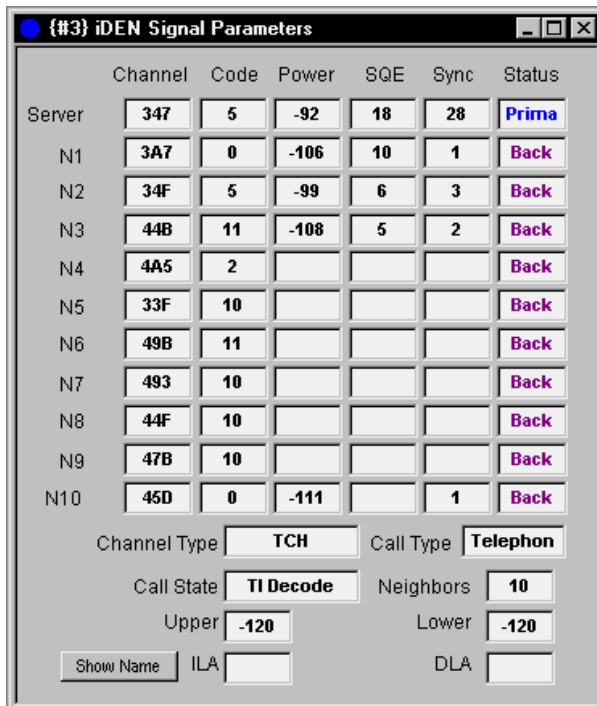 {#3} iDEN Signal Parameters
Channel Code Power SQE Sync Status
Server 347 5 -92 18 28 Prima
N1 3A7 0 -106 10 1 Back
N2 34F 5 -99 6 3 Back
N3 44B 11 -108 5 2 Back
N4 4A5 2 Back
N5 33F 10 Back
N6 49B 11 Back
N7 493 10 Back
N8 44F 10 Back
N9 47B 10 Back
N10 45D 0 -111 1 Back
Channel Type TCH Call Type Telephon
Call State TI Decode Neighbors 10
Upper -120 Lower -120
Show Name ILA DLA